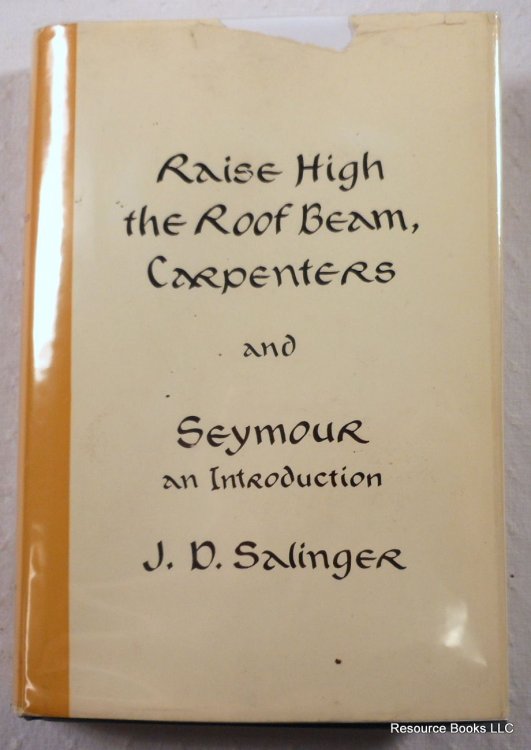 Raise High
the Roof Beam,
Carpenters
and
Seymour
an Introduction
J. D. Salinger
Resource Books LLC